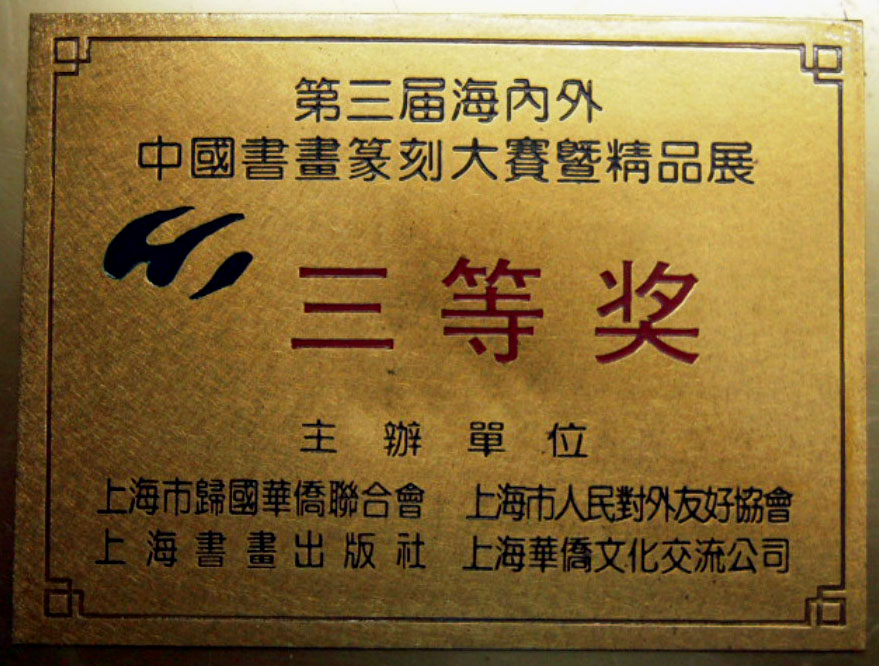 第三届海內外
中國書畫篆刻大賽暨精品展
三等奖
主辦單位
上海市歸國華僑聯合會 上海市人民對外友好協會
上海書畫出版社 上海華僑文化交流公司